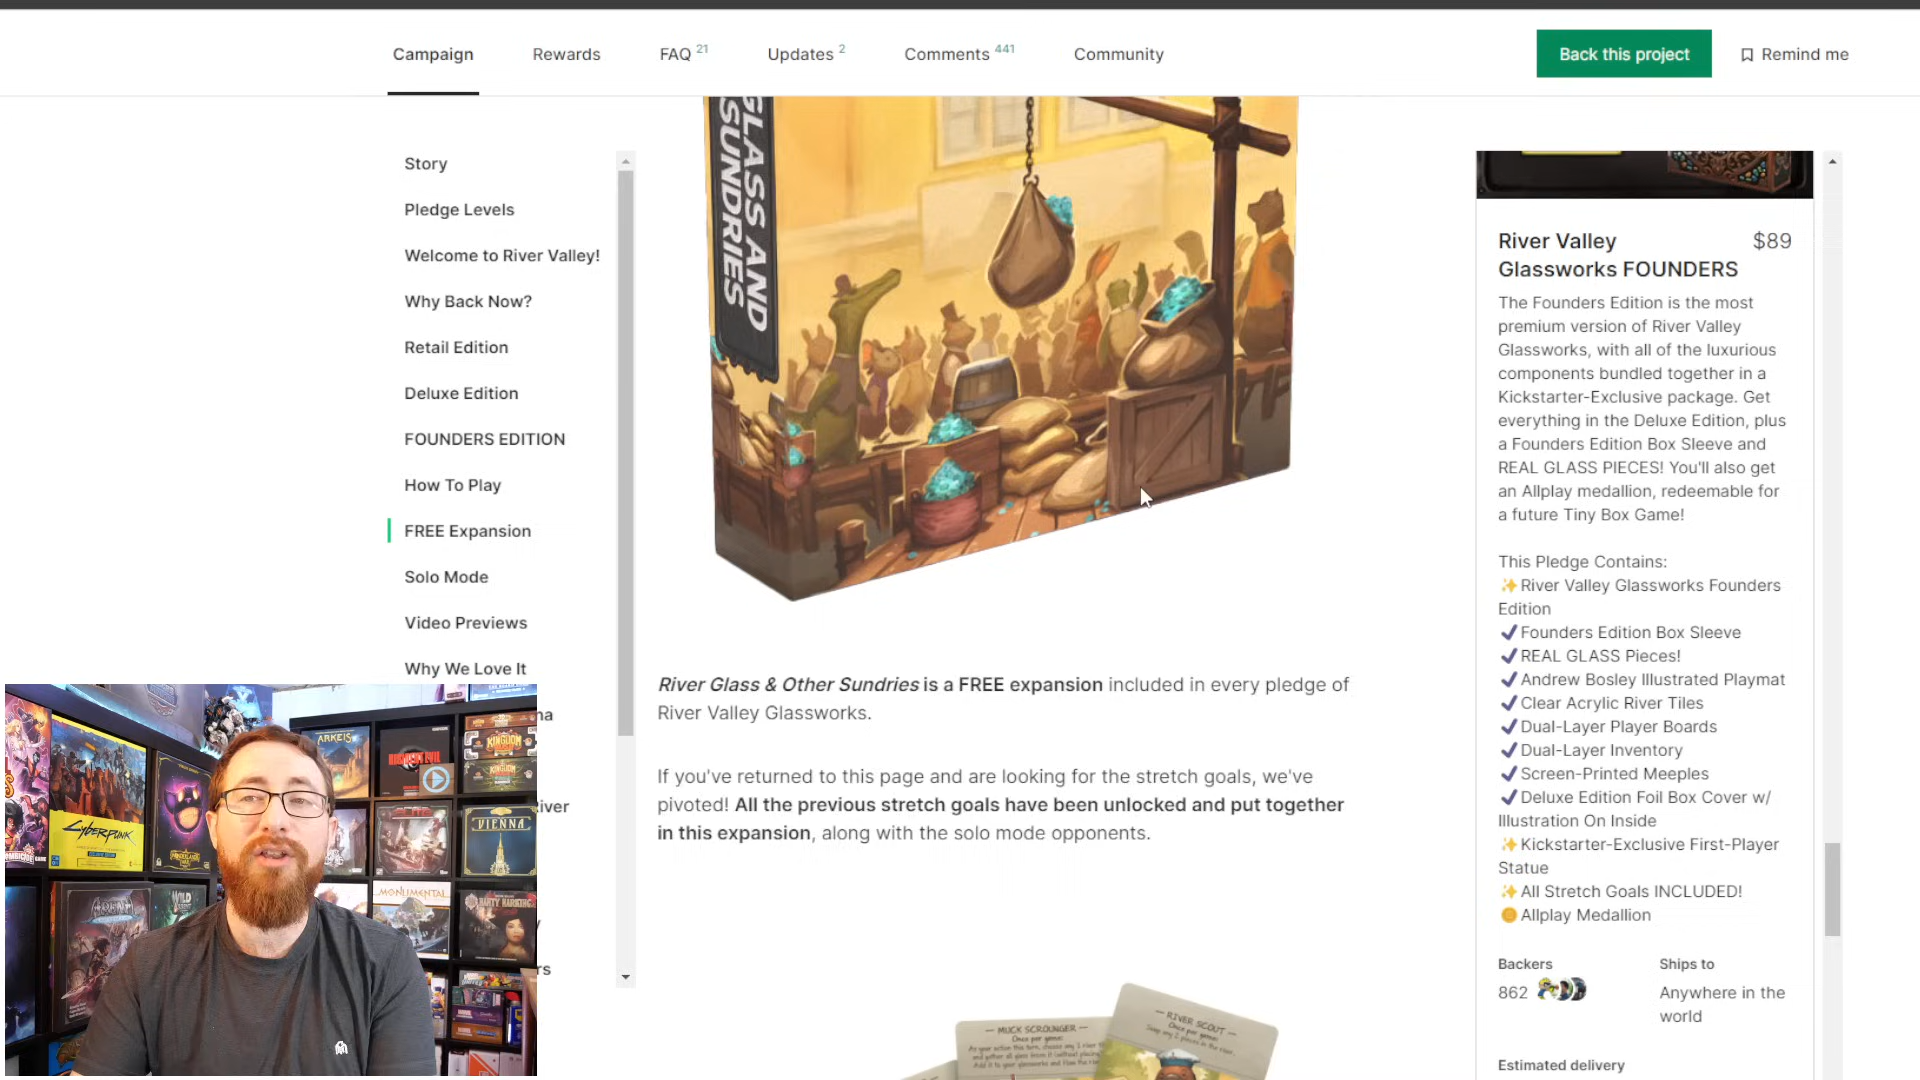 Campaign
Rewards
FAQ 21
Updates 2
Comments 441
Community
Back this project
Remind me
Story
Pledge Levels
Welcome to River Valley!
Why Back Now?
Retail Edition
Deluxe Edition
FOUNDERS EDITION
How To Play
FREE Expansion
Solo Mode
Video Previews
Why We Love It
GLASS AND
SUNDRIES
River Glass & Other Sundries is a FREE expansion included in every pledge of
River Valley Glassworks.
If you've returned to this page and are looking for the stretch goals, we've
pivoted! All the previous stretch goals have been unlocked and put together
in this expansion, along with the solo mode opponents.
— MUCK SCROUNGER —
Once per game:
— RIVER SCOUT —
Once per game:
River Valley
Glassworks FOUNDERS
$89
The Founders Edition is the most
premium version of River Valley
Glassworks, with all of the luxurious
components bundled together in a
Kickstarter-Exclusive package. Get
everything in the Deluxe Edition, plus
a Founders Edition Box Sleeve and
REAL GLASS PIECES! You'll also get
an Allplay medallion, redeemable for
a future Tiny Box Game!
This Pledge Contains:
✨River Valley Glassworks Founders
Edition
✔Founders Edition Box Sleeve
✔REAL GLASS Pieces!
✔Andrew Bosley Illustrated Playmat
✔Clear Acrylic River Tiles
✔Dual-Layer Player Boards
✔Dual-Layer Inventory
✔Screen-Printed Meeples
✔Deluxe Edition Foil Box Cover w/
Illustration On Inside
✨Kickstarter-Exclusive First-Player
Statue
✨All Stretch Goals INCLUDED!
Allplay Medallion
Backers
862
Ships to
Anywhere in the
world
Estimated delivery
na
iver
y
rs
CYBERPUNK
ARKEIS
KINGDOM
VIENNA
MONUMENTAL